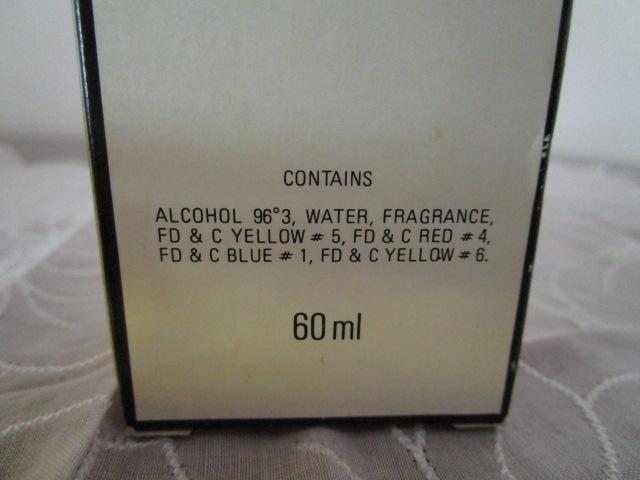 CONTAINS
ALCOHOL 96°3, WATER, FRAGRANCE,
FD & C YELLOW # 5, FD & C RED # 4,
FD & C BLUE # 1, FD & C YELLOW # 6.
60 ml